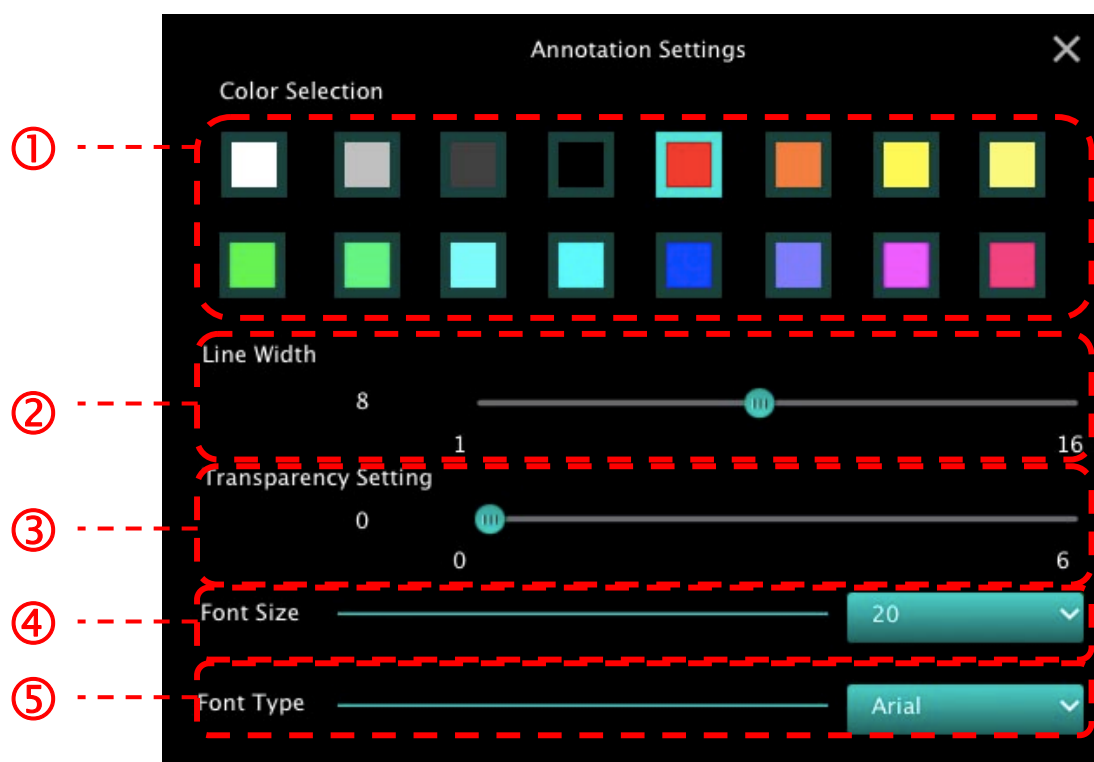 Annotation Settings
Color Selection
①
Line Width
②
8
1 16
Transparency Setting
③
0
0 6
④
Font Size 20
⑤
Font Type Arial